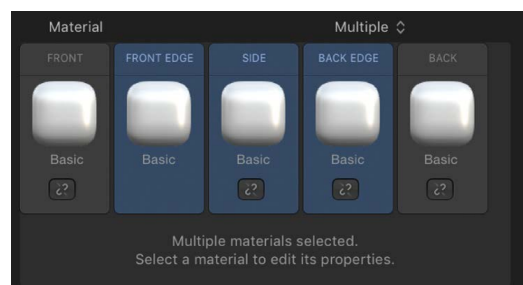 Material Multiple
FRONT FRONT EDGE SIDE BACK EDGE BACK
Basic Basic Basic Basic Basic
¿? ¿? ¿? ¿?
Multiple materials selected.
Select a material to edit its properties.